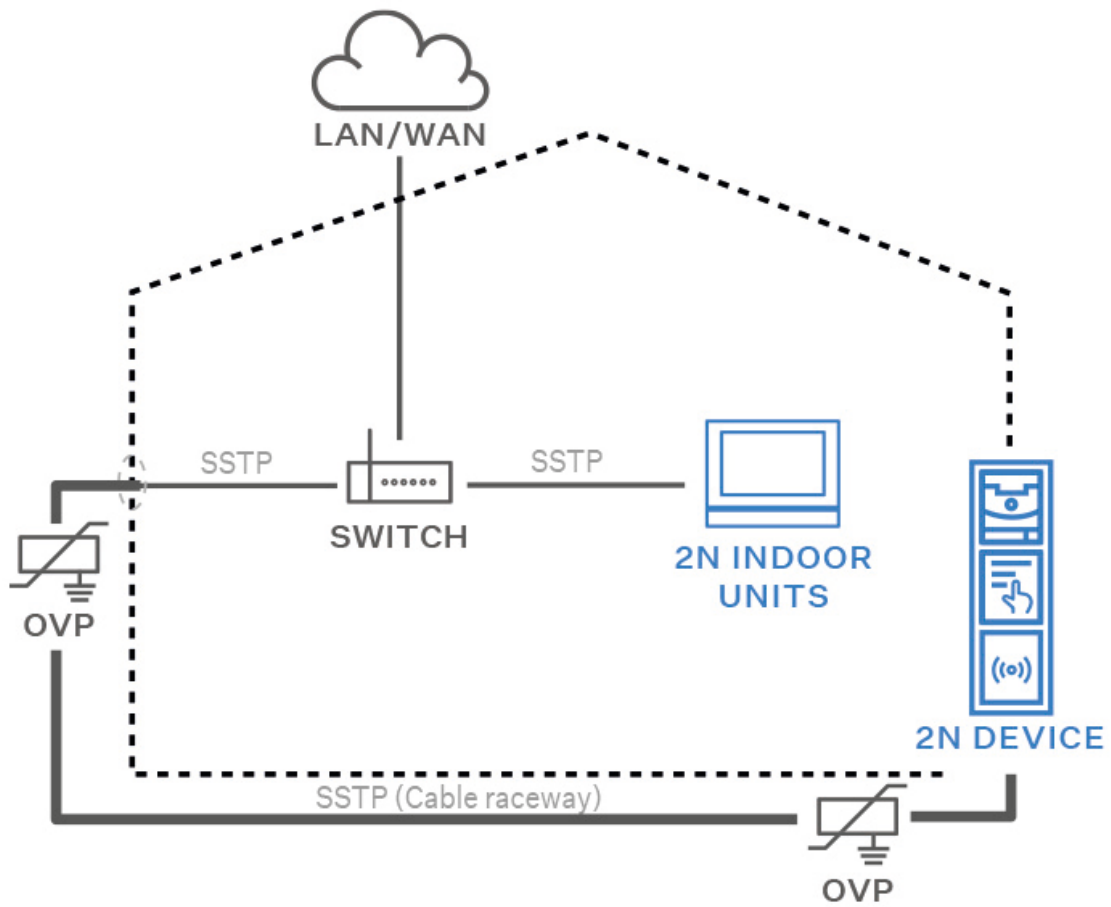 LAN/WAN
SSTP
SSTP
SWITCH
2N INDOOR
UNITS
OVP
2N DEVICE
SSTP (Cable raceway)
OVP